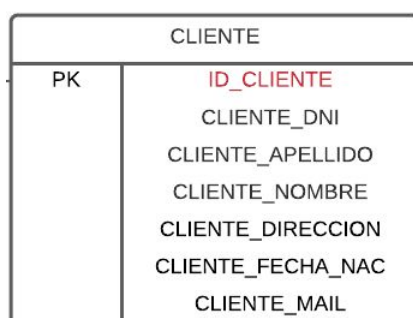 CLIENTE
PK ID_CLIENTE
CLIENTE_DNI
CLIENTE_APELLIDO
CLIENTE_NOMBRE
CLIENTE_DIRECCION
CLIENTE_FECHA_NAC
CLIENTE_MAIL